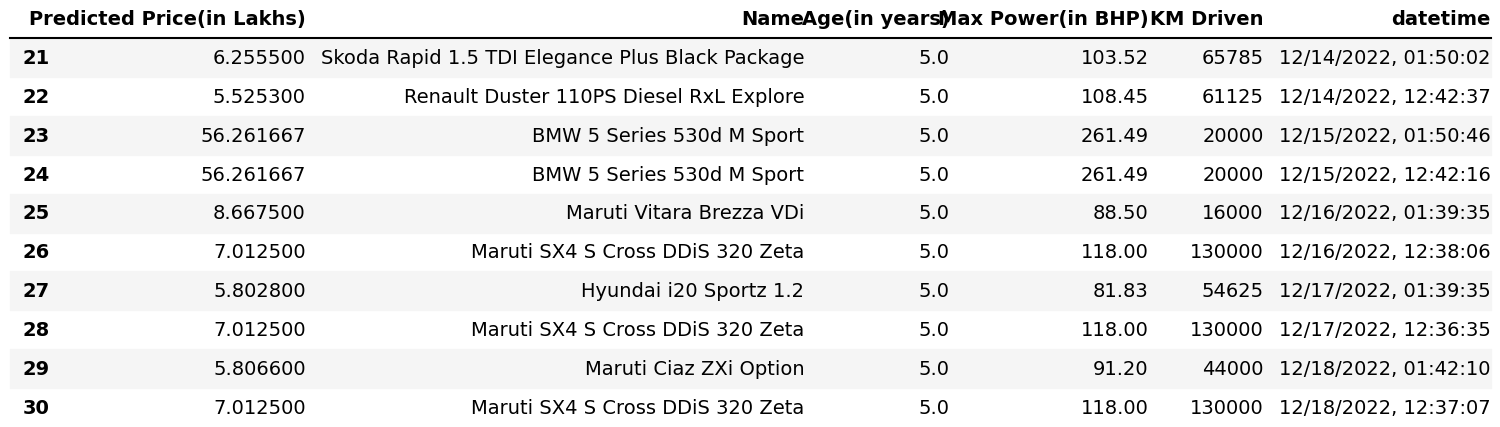 Predicted Price(in Lakhs) Name Age(in years) Max Power(in BHP) KM Driven datetime
21 6.255500 Skoda Rapid 1.5 TDI Elegance Plus Black Package 5.0 103.52 65785 12/14/2022, 01:50:02
22 5.525300 Renault Duster 110PS Diesel RxL Explore 5.0 108.45 61125 12/14/2022, 12:42:37
23 56.261667 BMW 5 Series 530d M Sport 5.0 261.49 20000 12/15/2022, 01:50:46
24 56.261667 BMW 5 Series 530d M Sport 5.0 261.49 20000 12/15/2022, 12:42:16
25 8.667500 Maruti Vitara Brezza VDi 5.0 88.50 16000 12/16/2022, 01:39:35
26 7.012500 Maruti SX4 S Cross DDiS 320 Zeta 5.0 118.00 130000 12/16/2022, 12:38:06
27 5.802800 Hyundai i20 Sportz 1.2 5.0 81.83 54625 12/17/2022, 01:39:35
28 7.012500 Maruti SX4 S Cross DDiS 320 Zeta 5.0 118.00 130000 12/17/2022, 12:36:35
29 5.806600 Maruti Ciaz ZXi Option 5.0 91.20 44000 12/18/2022, 01:42:10
30 7.012500 Maruti SX4 S Cross DDiS 320 Zeta 5.0 118.00 130000 12/18/2022, 12:37:07